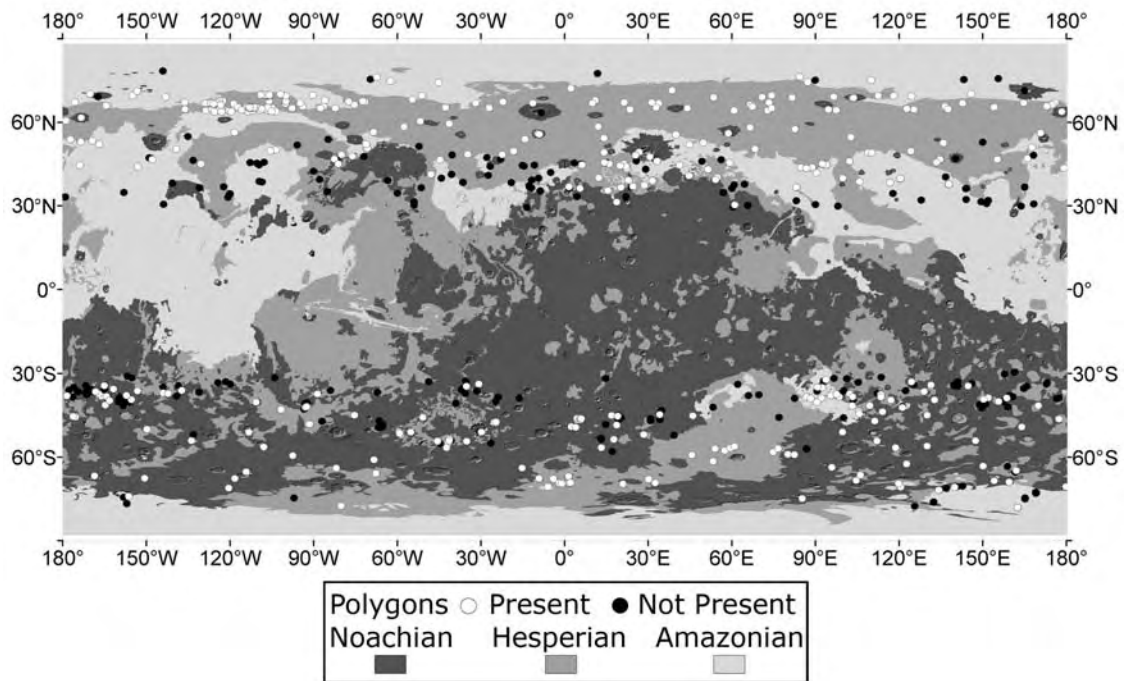 180° 150°W 120°W 90°W 60°W 30°W 0° 30°E 60°E 90°E 120°E 150°E 180°
60°N 60°N
30°N 30°N
0° 0°
30°S 30°S
60°S 60°S
180° 150°W 120°W 90°W 60°W 30°W 0° 30°E 60°E 90°E 120°E 150°E 180°
Polygons Present Not Present
Noachian Hesperian Amazonian